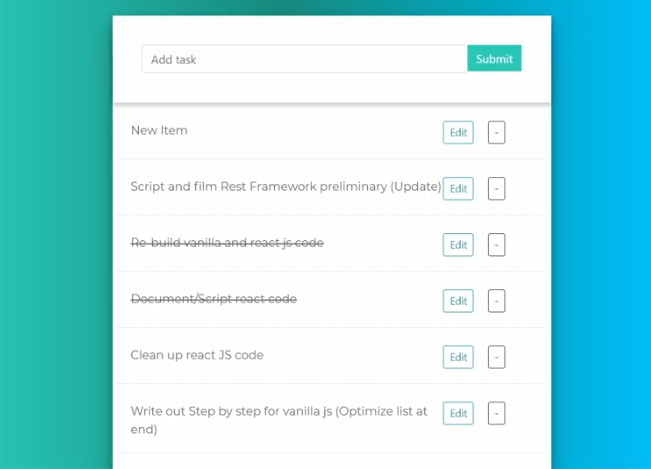 Add task
Submit
New Item
Edit
-
Script and film Rest Framework preliminary (Update)
Edit
-
Re-build vanilla and react js code
Edit
-
Document/Script react code
Edit
-
Clean up react JS code
Edit
-
Write out Step by step for vanilla js (Optimize list at
end)
Edit
-